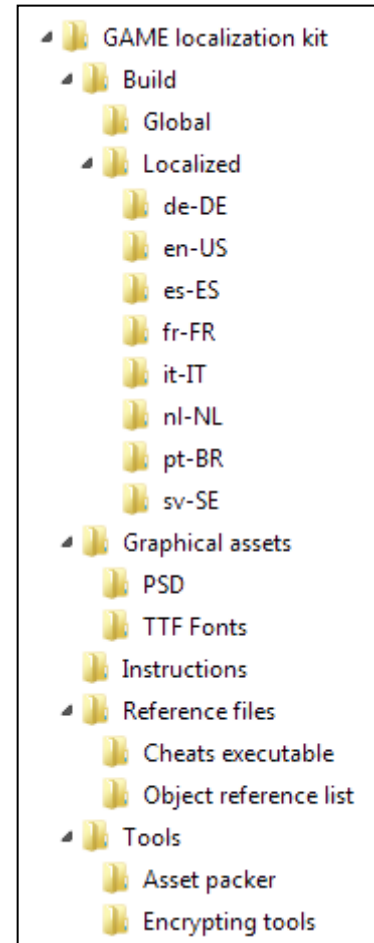 GAME localization kit
Build
Global
Localized
de-DE
en-US
es-ES
fr-FR
it-IT
nl-NL
pt-BR
sv-SE
Graphical assets
PSD
TTF Fonts
Instructions
Reference files
Cheats executable
Object reference list
Tools
Asset packer
Encrypting tools